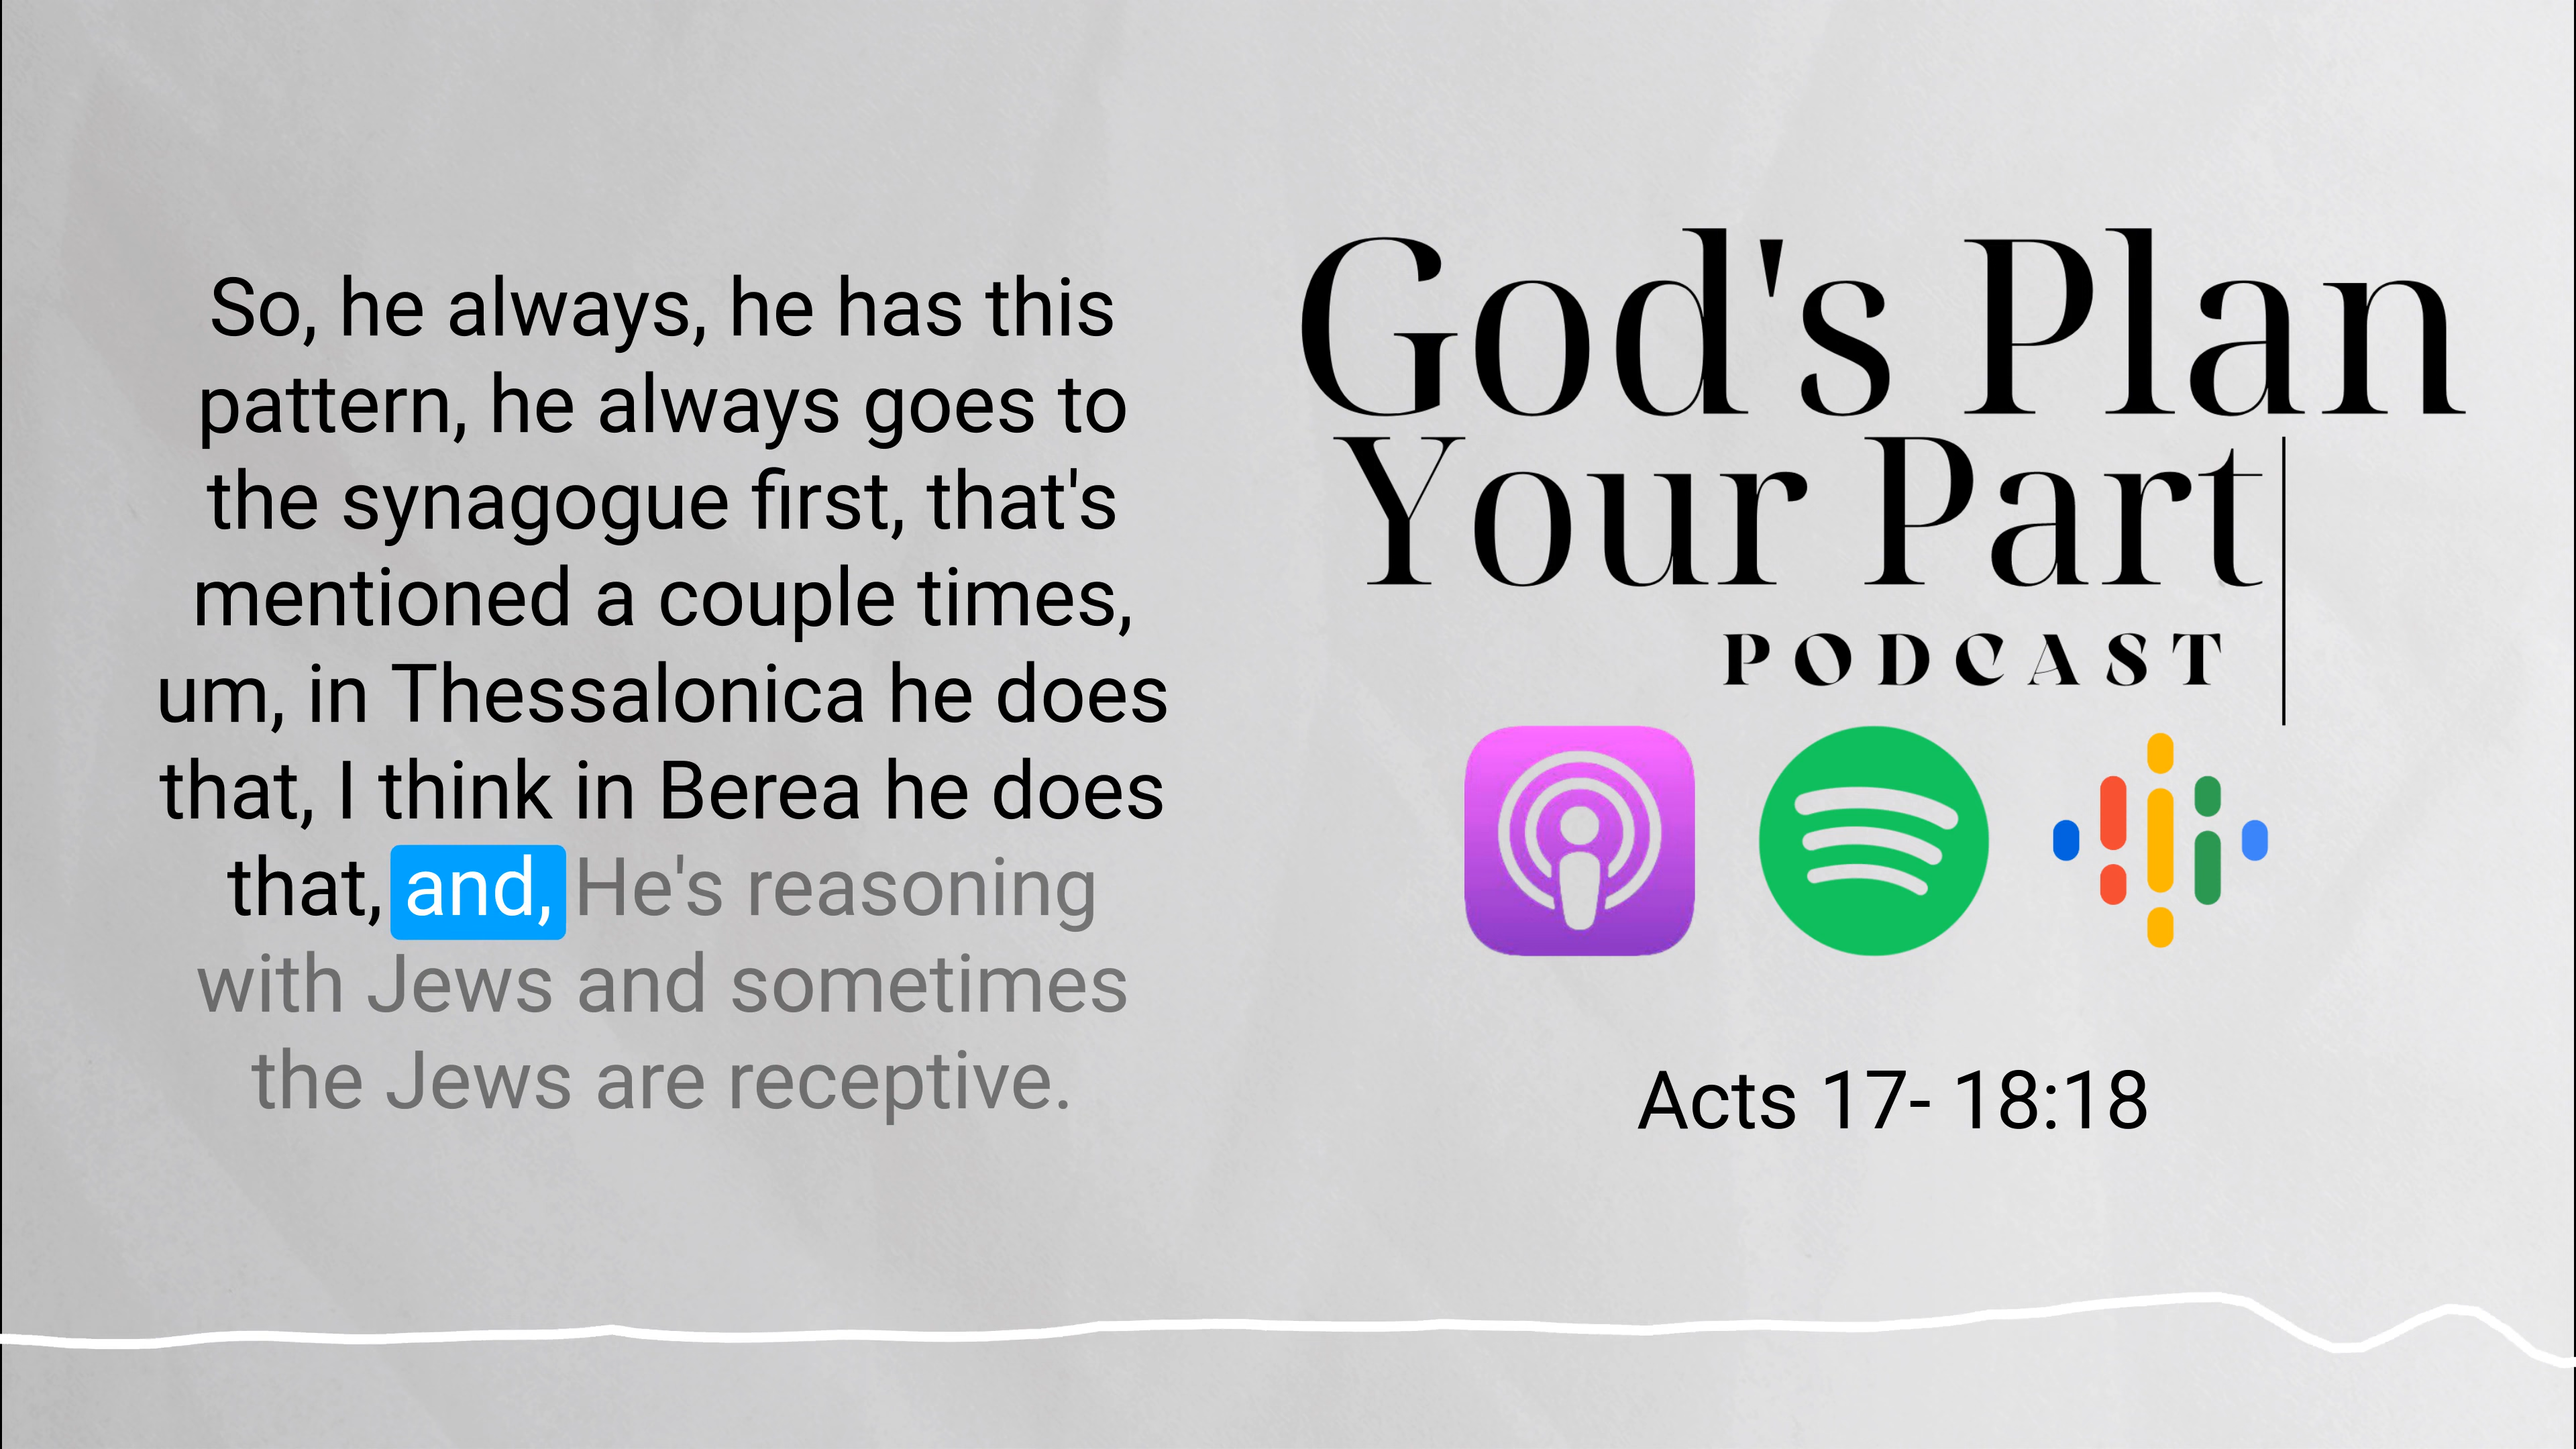 So, he always, he has this
pattern, he always goes to
the synagogue first, that's
mentioned a couple times,
um, in Thessalonica he does
that, I think in Berea he does
that, and, He's reasoning
with Jews and sometimes
the Jews are receptive.
God's Plan
Your Part
PODCAST
Acts 17- 18:18